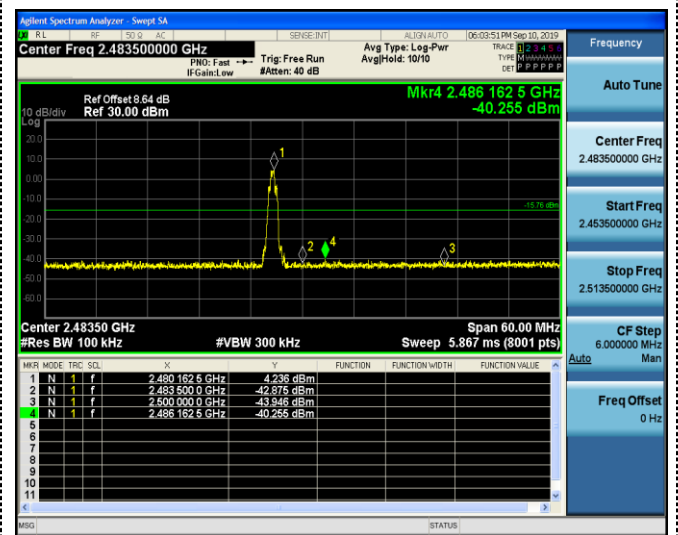 Agilent Spectrum Analyzer - Swept SA
RL RF 50 Ω AC SENSE:INT ALIGNAUTO 06:03:51 PM Sep 10, 2019
Center Freq 2.483500000 GHz
PNO: Fast
IFGain:Low
Trig: Free Run
#Atten: 40 dB
Avg Type: Log-Pwr
Avg|Hold: 10/10
TRACE 1 2 3 4 5 6
TYPE M
DET P P P P P P
Frequency
Auto Tune
Center Freq
2.483500000 GHz
Start Freq
2.453500000 GHz
Stop Freq
2.513500000 GHz
CF Step
6.000000 MHz
Auto Man
Freq Offset
0 Hz
Mkr4 2.486 162 5 GHz
-40.255 dBm
Ref Offset 8.64 dB
10 dB/div Ref 30.00 dBm
Log
20.0
10.0
0.00
-10.0
-20.0
-30.0
-40.0
-50.0
-60.0
1
-15.76 dBm
2
4
3
Center 2.48350 GHz Span 60.00 MHz
#Res BW 100 kHz #VBW 300 kHz Sweep 5.867 ms (8001 pts)
MKR MODE TRC SCL X Y FUNCTION FUNCTION WIDTH FUNCTION VALUE
1 N 1 f 2.480 162 5 GHz 4.236 dBm
2 N 1 f 2.483 500 0 GHz -42.875 dBm
3 N 1 f 2.500 000 0 GHz -43.946 dBm
4 N 1 f 2.486 162 5 GHz -40.255 dBm
5
6
7
8
9
10
11
MSG STATUS